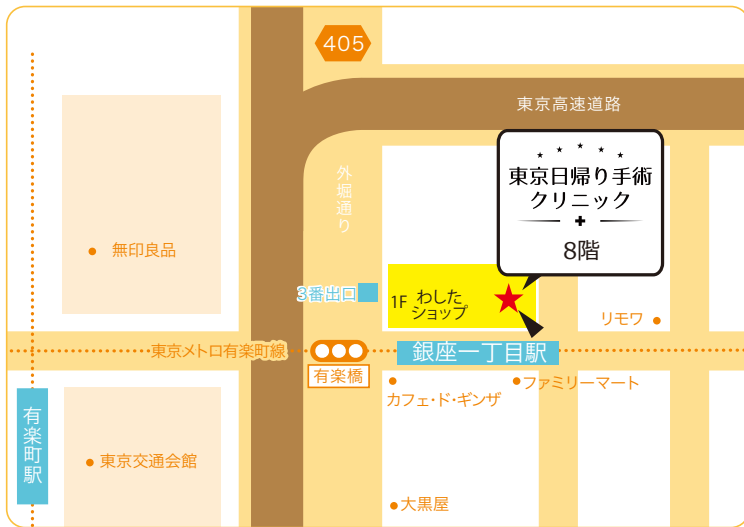 405
東京高速道路
外堀通り
東京日帰り手術
クリニック
8階
無印良品
3番出口
1F わした
ショップ
リモワ
東京メトロ有楽町線
銀座一丁目駅
有楽橋
カフェ・ド・ギンザ
ファミリーマート
有楽町駅
東京交通会館
大黒屋